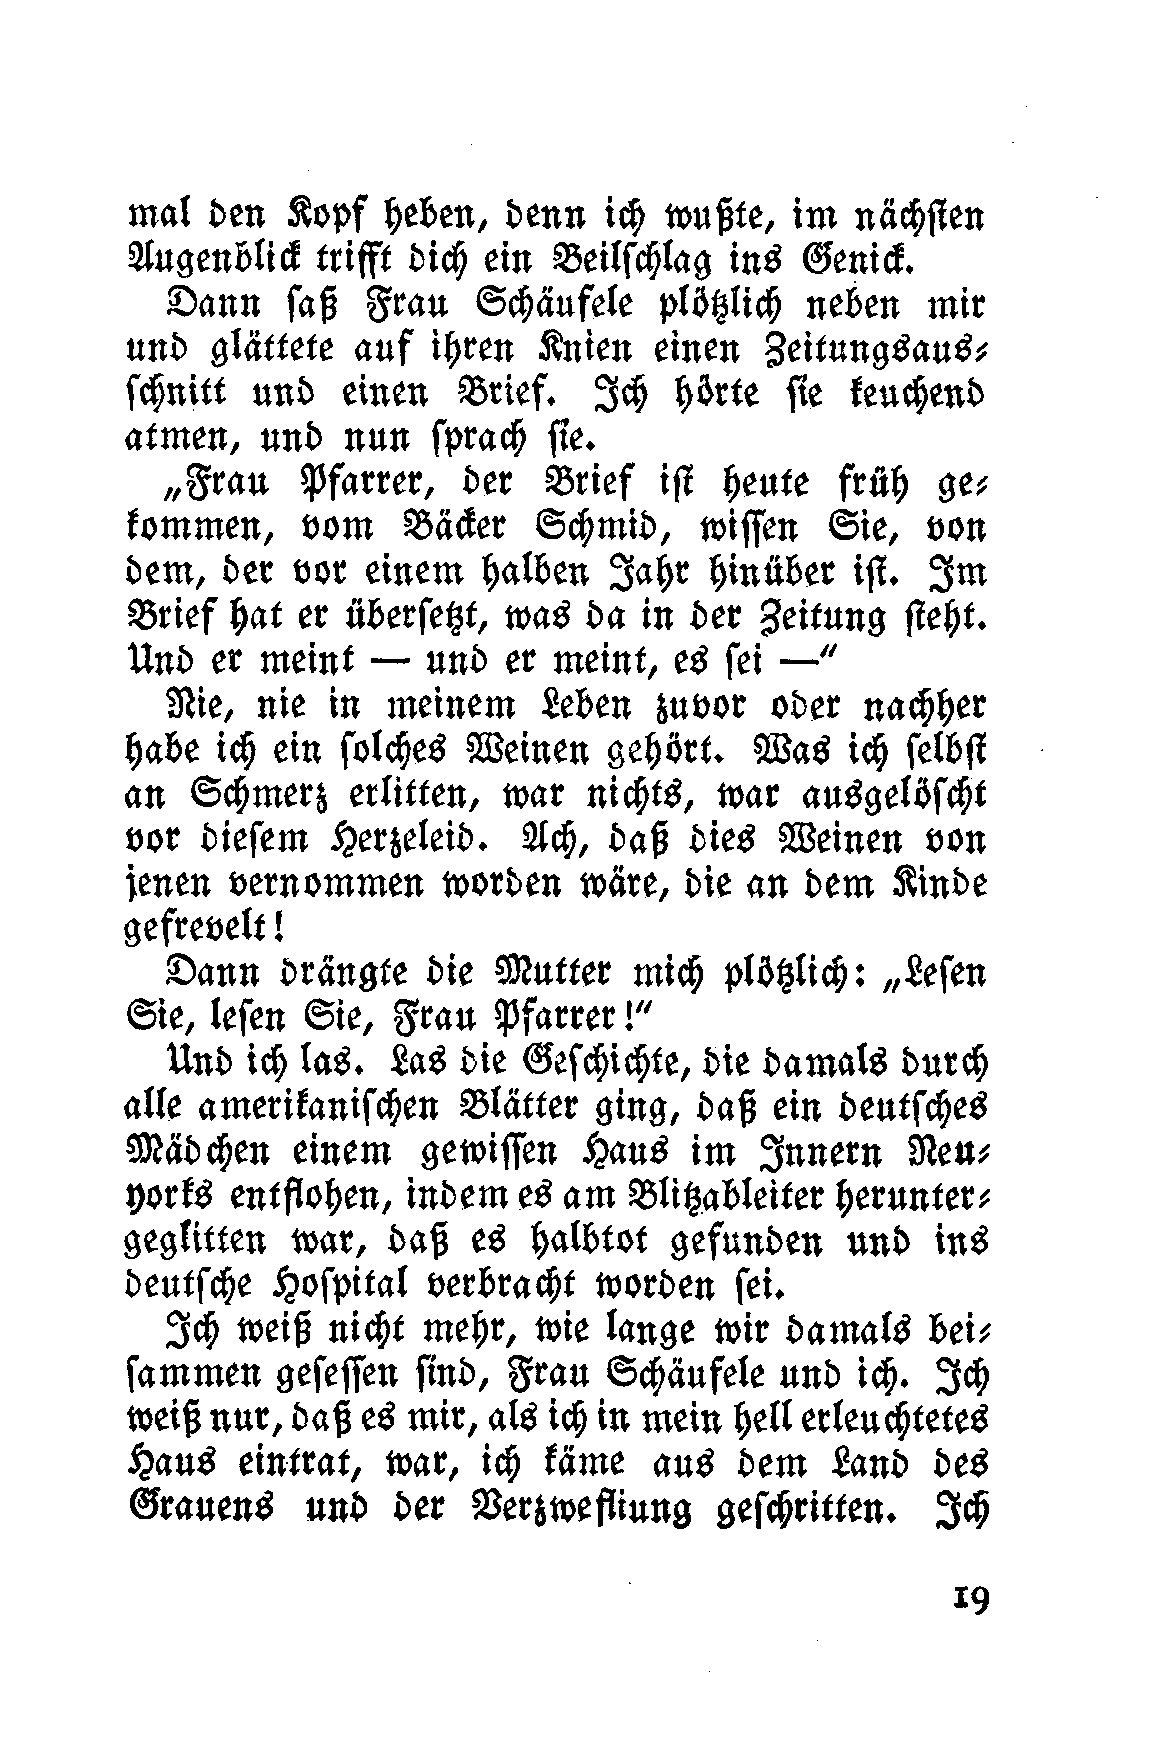 mal den Kopf heben, denn ich wußte, im nächsten
Augenblick trifft dich ein Beilschlag ins Genick.
Dann saß Frau Schäufele plötzlich neben mir
und glättete auf ihren Knien einen Zeitungsaus-
schnitt und einen Brief. Ich hörte sie keuchend
atmen, und nun sprach sie.
„Frau Pfarrer, der Brief ist heute früh ge-
kommen, vom Bäcker Schmid, wissen Sie, von
dem, der vor einem halben Jahr hinüber ist. Im
Brief hat er übersetzt, was da in der Zeitung steht.
Und er meint — und er meint, es sei —"
Nie, nie in meinem Leben zuvor oder nachher
habe ich ein solches Weinen gehört. Was ich selbst
an Schmerz erlitten, war nichts, war ausgelöscht
vor diesem Herzeleid. Ach, daß dies Weinen von
jenen vernommen worden wäre, die an dem Kinde
gefrevelt!
Dann drängte die Mutter mich plötzlich: „Lesen
Sie, lesen Sie, Frau Pfarrer!"
Und ich las. Las die Geschichte, die damals durch
alle amerikanischen Blätter ging, daß ein deutsches
Mädchen einem gewissen Haus im Innern Neu-
yorks entflohen, indem es am Blitzableiter herunter-
geglitten war, daß es halbtot gefunden und ins
deutsche Hospital verbracht worden sei.
Ich weiß nicht mehr, wie lange wir damals bei-
sammen gesessen sind, Frau Schäufele und ich. Ich
weiß nur, daß es mir, als ich in mein hell erleuchtetes
Haus eintrat, war, ich käme aus dem Land des
Grauens und der Verzwefliung geschritten. Ich
19